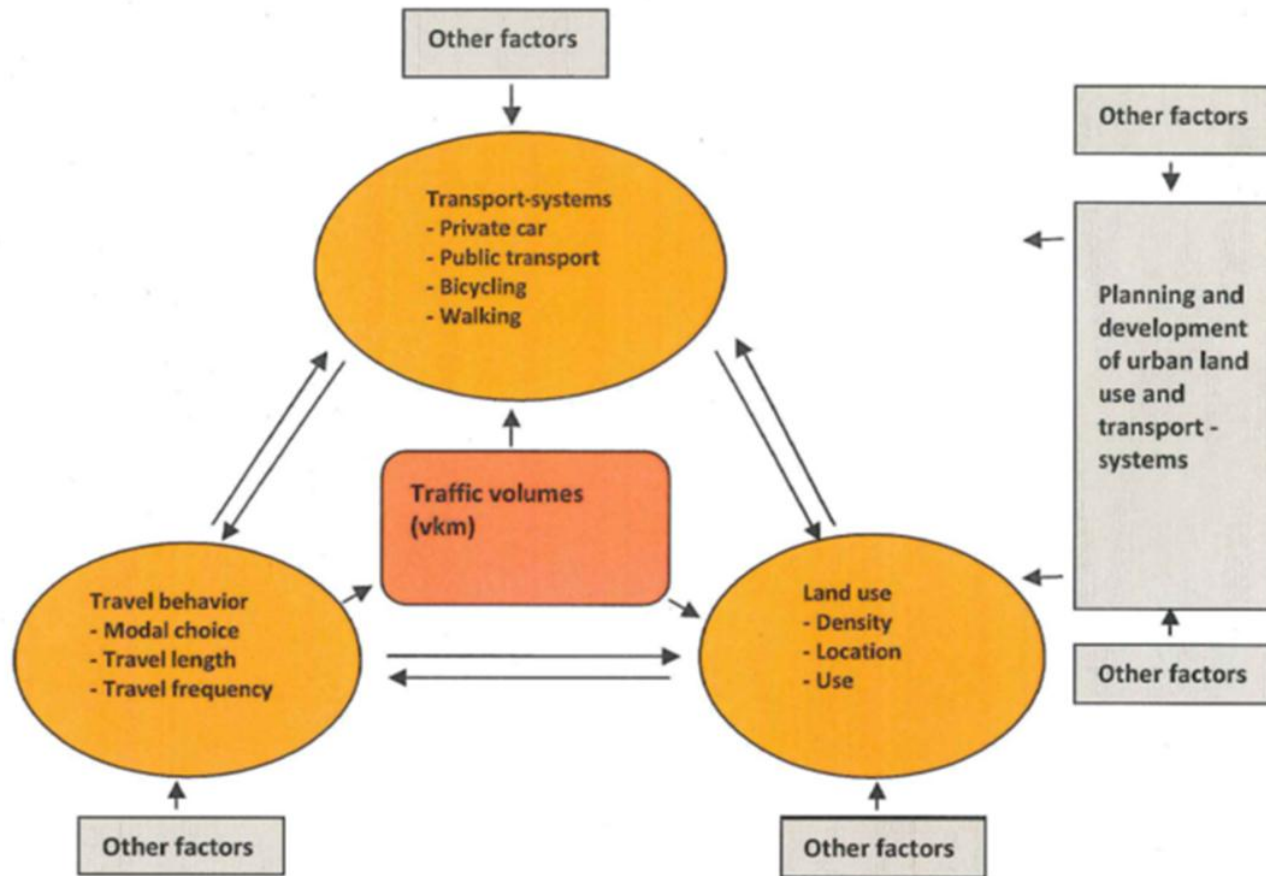 Other factors
Other factors
Transport-systems
- Private car
- Public transport
- Bicycling
- Walking
Planning and
development
of urban land
use and
transport -
systems
Traffic volumes
(vkm)
Travel behavior
- Modal choice
- Travel length
- Travel frequency
Land use
- Density
- Location
- Use
Other factors
Other factors
Other factors